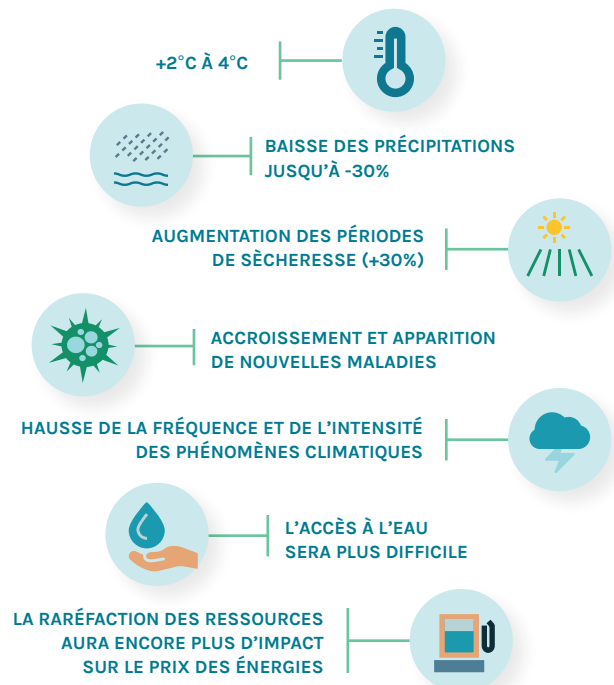 +2°C À 4°C
BAISSE DES PRÉCIPITATIONS
JUSQU'À -30%
AUGMENTATION DES PÉRIODES
DE SÈCHERESSE (+30%)
ACCROISSEMENT ET APPARITION
DE NOUVELLES MALADIES
HAUSSE DE LA FRÉQUENCE ET DE L'INTENSITÉ
DES PHÉNOMÈNES CLIMATIQUES
L'ACCÈS À L'EAU
SERA PLUS DIFFICILE
LA RARÉFACTION DES RESSOURCES
AURA ENCORE PLUS D'IMPACT
SUR LE PRIX DES ÉNERGIES